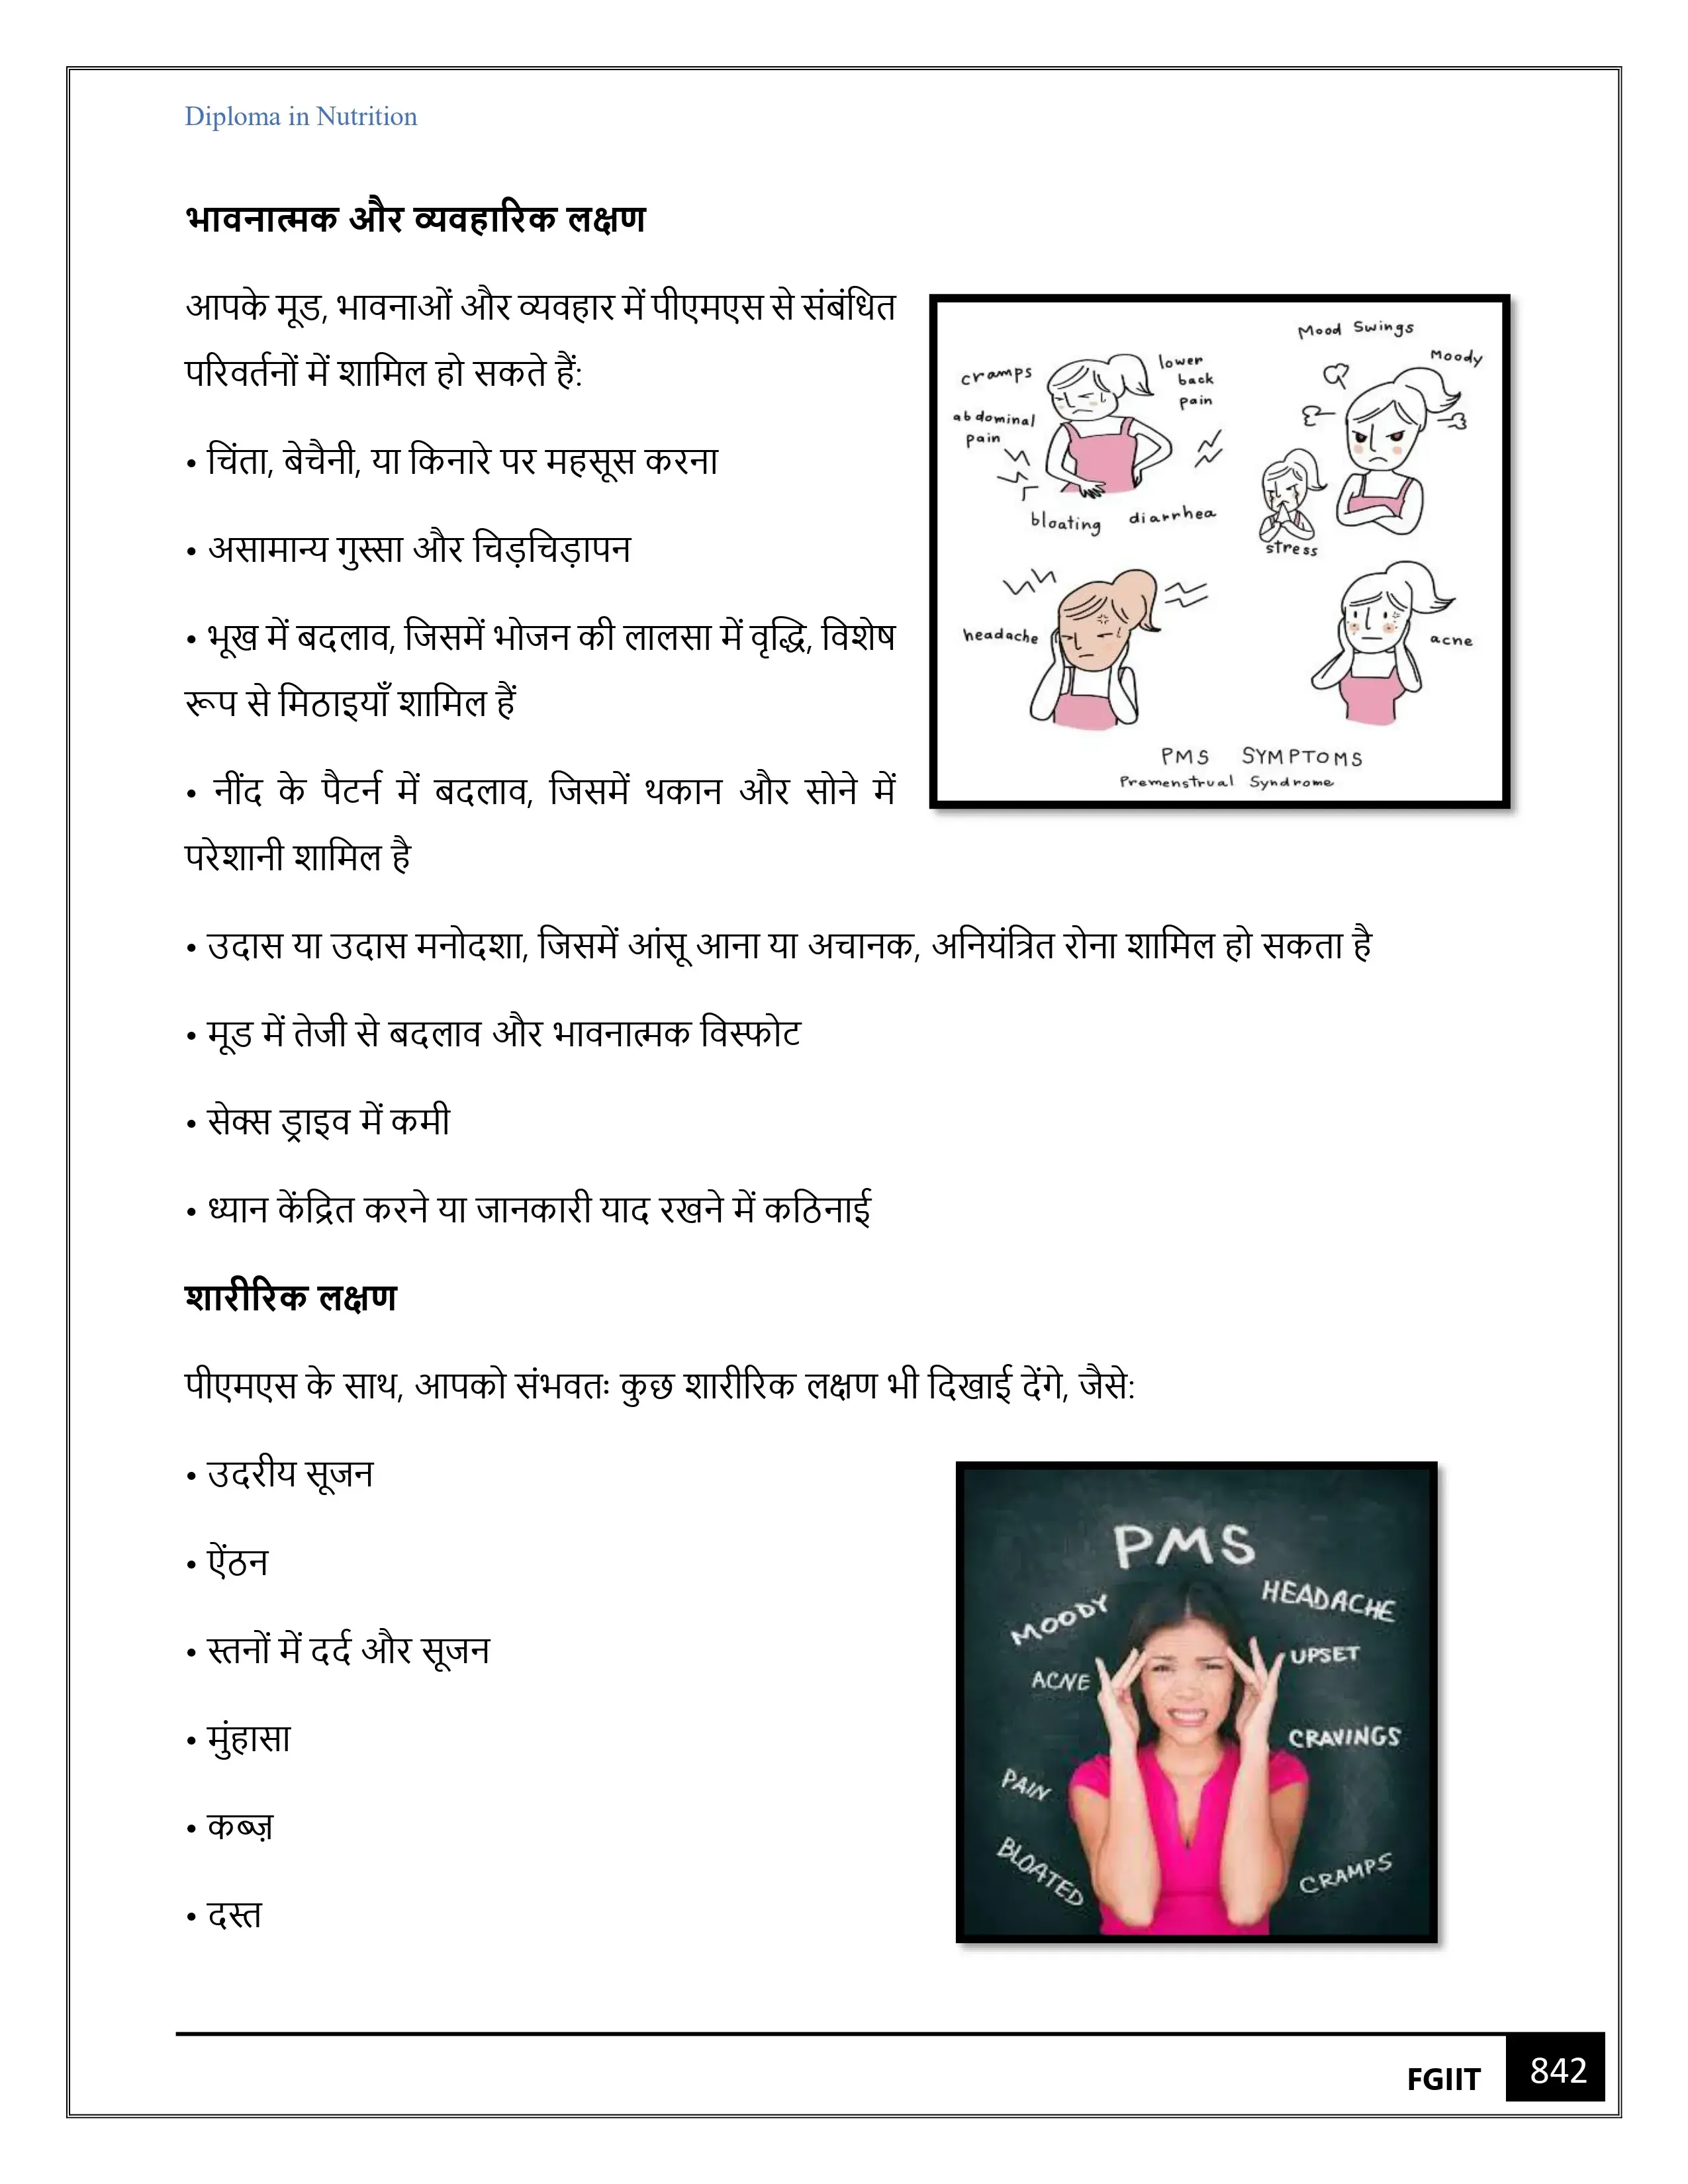 Diploma in Nutrition
भावनात्मक और व्यवहारिक लक्षण
आपके मूड, भावनाओं और व्यवहार में पीएमएस से संबंधित
परिवर्तनों में शामिल हो सकते हैं:
• चिंता, बेचैनी, या किनारे पर महसूस करना
• असामान्य गुस्सा और चिड़चिड़ापन
• भूख में बदलाव, जिसमें भोजन की लालसा में वृद्धि, विशेष
रूप से मिठाइयाँ शामिल हैं
• नींद के पैटर्न में बदलाव, जिसमें थकान और सोने में
परेशानी शामिल है
Mood Swings
Moody
cramps
lower
back
pain
abdominal
pain
bloating
diarrhea
stress
headache
acne
PMS SYMPTOMS
Premenstrual Syndrome
• उदास या उदास मनोदशा, जिसमें आंसू आना या अचानक, अनियंत्रित रोना शामिल हो सकता है
• मूड में तेजी से बदलाव और भावनात्मक विस्फोट
• सेक्स ड्राइव में कमी
• ध्यान केंद्रित करने या जानकारी याद रखने में कठिनाई
शारीरिक लक्षण
पीएमएस के साथ, आपको संभवतः कुछ शारीरिक लक्षण भी दिखाई देंगे, जैसे:
• उदरीय सूजन
• ऐंठन
• स्तनों में दर्द और सूजन
• मुंहासा
• कब्ज़
• दस्त
PMS
MOODY
HEADACHE
UPSET
ACNE
CRAVINGS
PAIN
BLOATED
CRAMPS
FGIIT
842